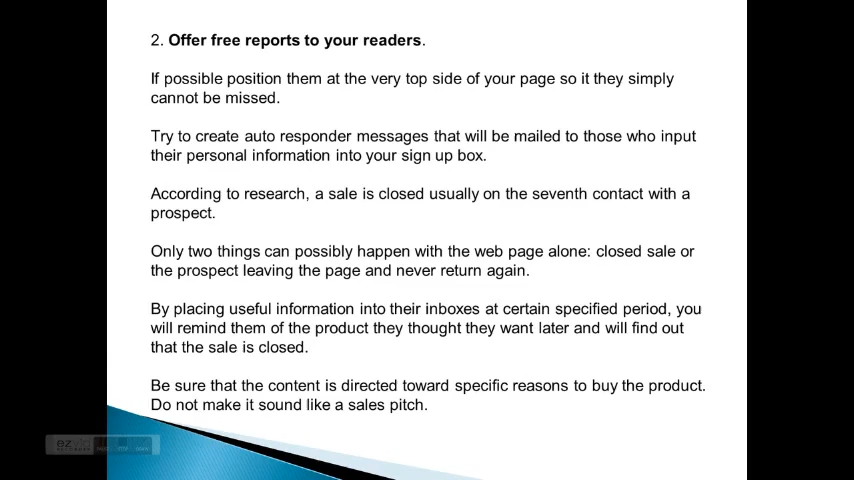 2. Offer free reports to your readers.
If possible position them at the very top side of your page so it they simply
cannot be missed.
Try to create auto responder messages that will be mailed to those who input
their personal information into your sign up box.
According to research, a sale is closed usually on the seventh contact with a
prospect.
Only two things can possibly happen with the web page alone: closed sale or
the prospect leaving the page and never return again.
By placing useful information into their inboxes at certain specified period, you
will remind them of the product they thought they want later and will find out
that the sale is closed.
Be sure that the content is directed toward specific reasons to buy the product.
Do not make it sound like a sales pitch.